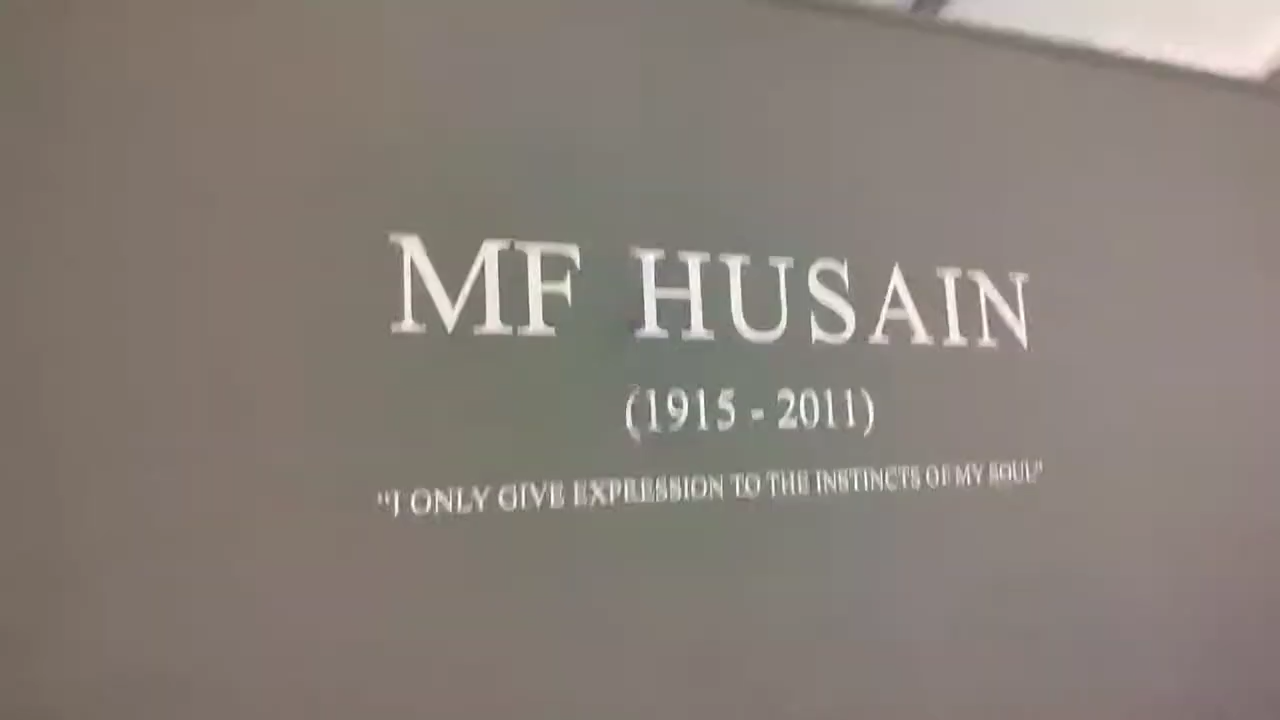 MF HUSAIN
(1915 - 2011)
"I ONLY GIVE EXPRESSION TO THE INSTINCTS OF MY SOUL"